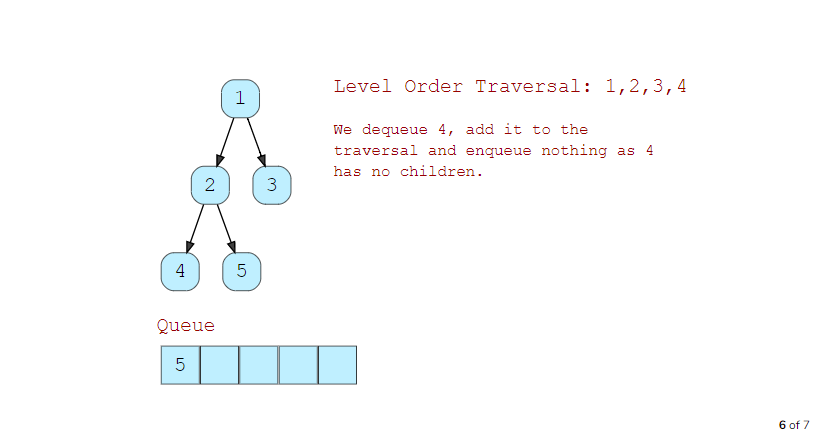 Level Order Traversal: 1,2,3,4
We dequeue 4, add it to the
traversal and enqueue nothing as 4
has no children.
1
2 3
4 5
Queue
5
6 of 7